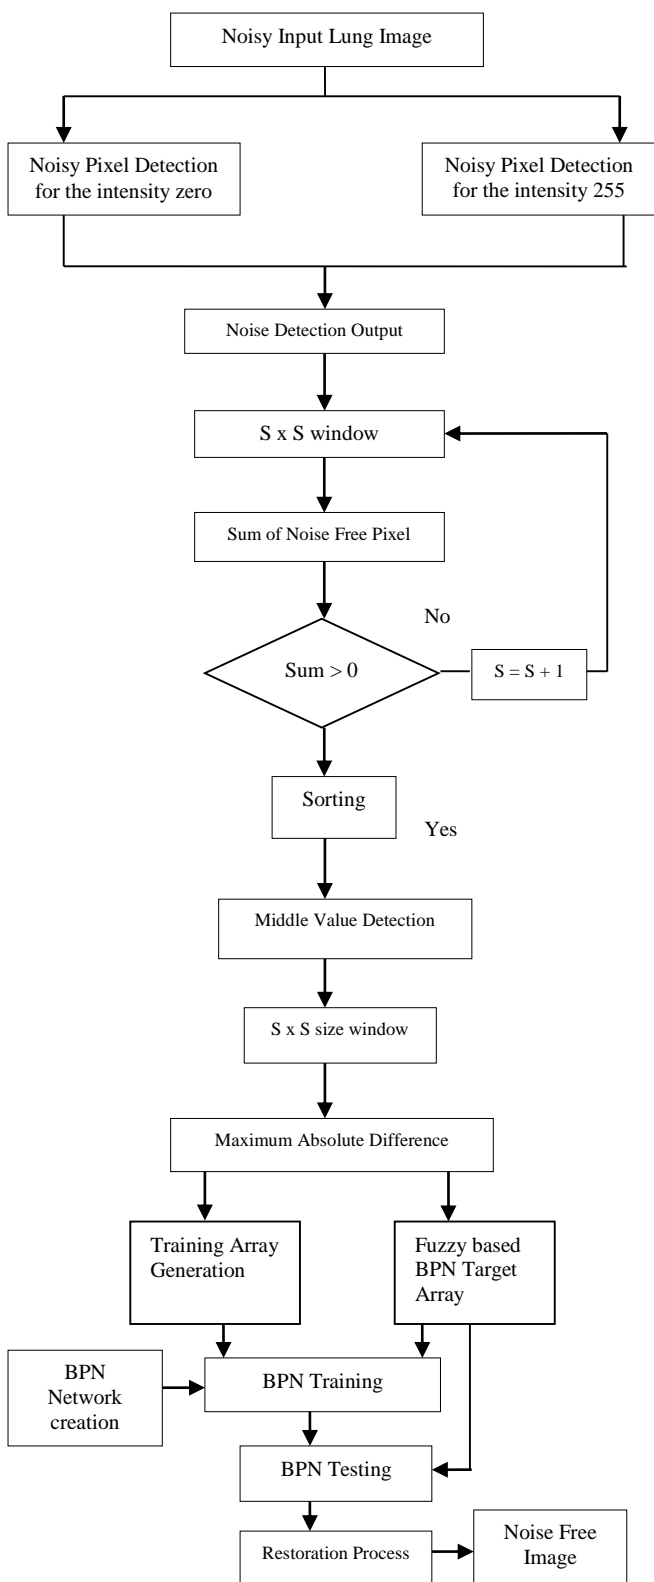 Noisy Input Lung Image
Noisy Pixel Detection
for the intensity zero
Noisy Pixel Detection
for the intensity 255
Noise Detection Output
S x S window
Sum of Noise Free Pixel
No
Sum > 0
S = S + 1
Sorting
Yes
Middle Value Detection
S x S size window
Maximum Absolute Difference
Training Array
Generation
Fuzzy based
BPN Target
Array
BPN
Network
creation
BPN Training
BPN Testing
Restoration Process
Noise Free
Image